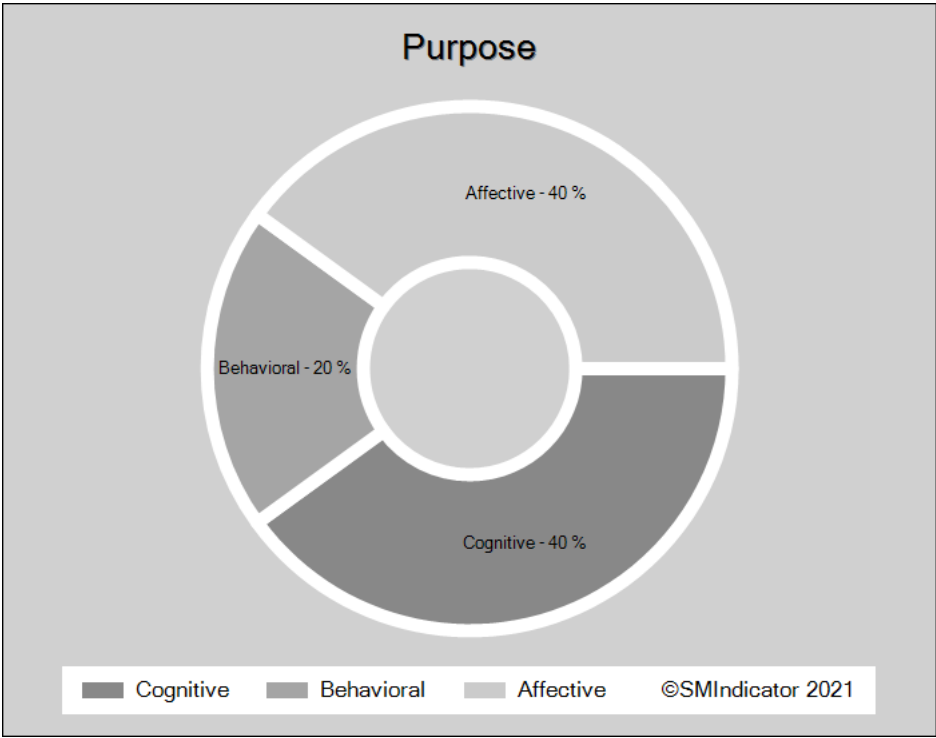 Purpose
Affective - 40 %
Behavioral - 20 %
Cognitive - 40 %
Cognitive Behavioral Affective ©SMIndicator 2021